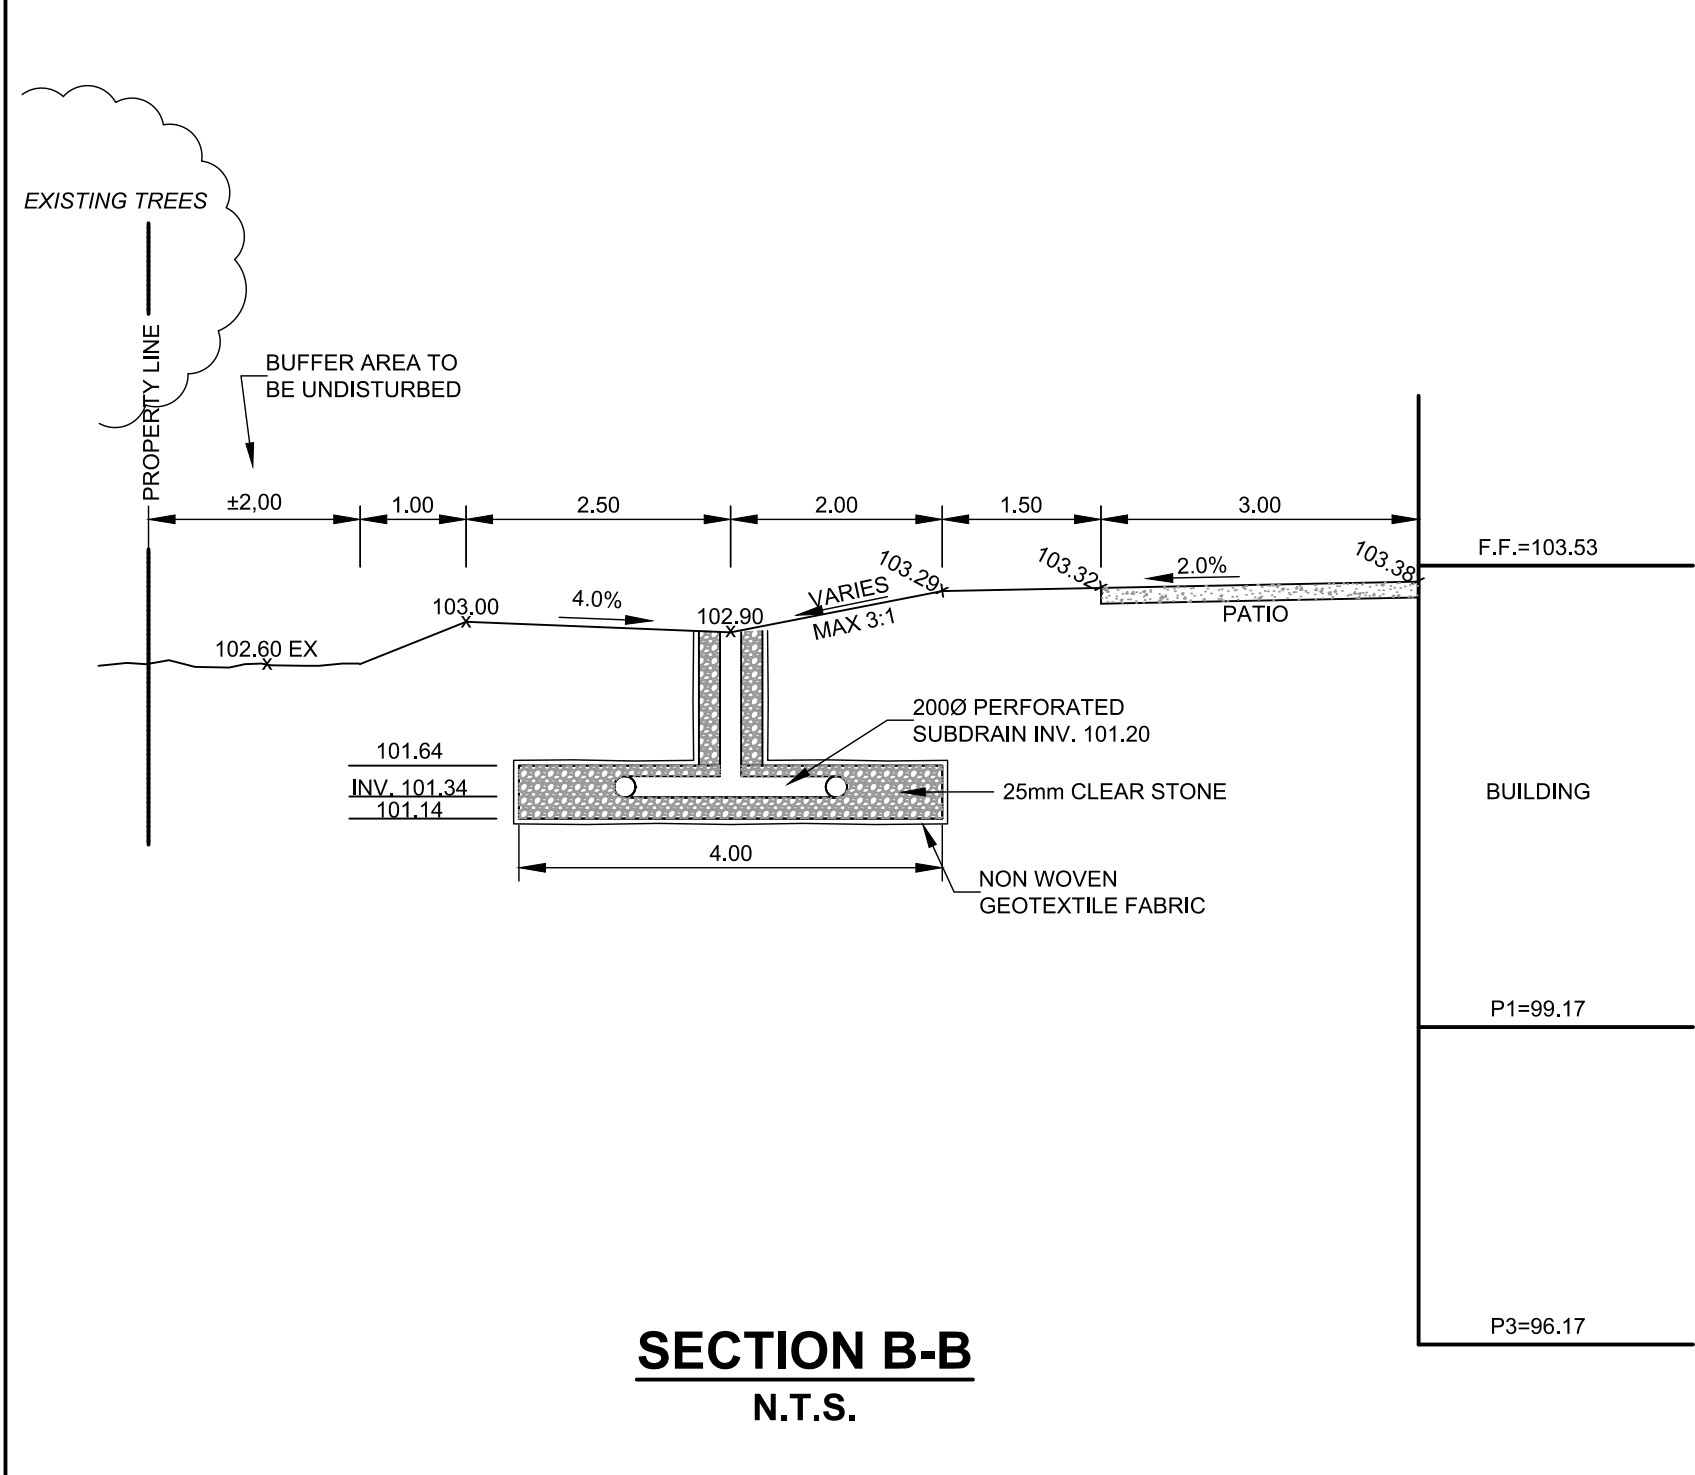 EXISTING TREES
PROPERTY LINE
BUFFER AREA TO
BE UNDISTURBED
±2,00
1.00
2.50
2.00
1.50
3.00
F.F.=103.53
103.29
103.32
103.38
2.0%
PATIO
VARIES
MAX 3:1
4.0%
103.00
102.90
102.60 EX
200Ø PERFORATED
SUBDRAIN INV. 101.20
101.64
INV. 101.34
101.14
25mm CLEAR STONE
BUILDING
4.00
NON WOVEN
GEOTEXTILE FABRIC
P1=99.17
P3=96.17
SECTION B-B
N.T.S.